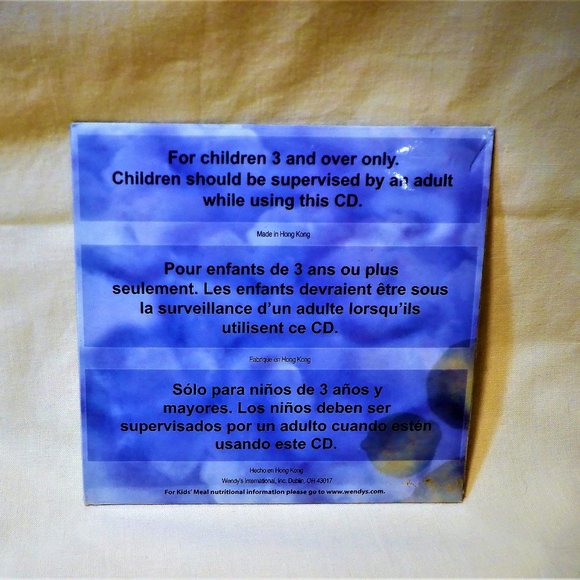 For children 3 and over only.
Children should be supervised by an adult
while using this CD.
Made in Hong Kong
Pour enfants de 3 ans ou plus
seulement. Les enfants devraient être sous
la surveillance d'un adulte lorsqu'ils
utilisent ce CD.
Fabriqué en Hong Kong
Sólo para niños de 3 años y
mayores. Los niños deben ser
supervisados por un adulto cuando estén
usando este CD.
Hecho en Hong Kong
Wendy's International, Inc. Dublin, OH 43017
For Kids' Meal nutritional information please go to www.wendys.com.